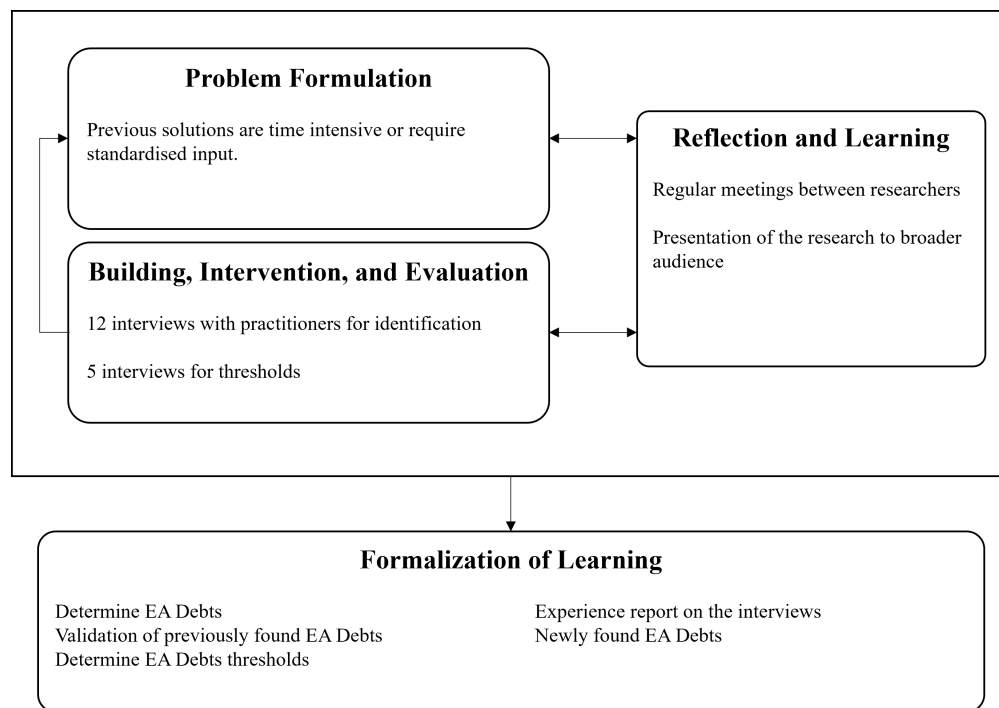 Problem Formulation
Previous solutions are time intensive or require
standardised input.
Building, Intervention, and Evaluation
12 interviews with practitioners for identification
5 interviews for thresholds
Reflection and Learning
Regular meetings between researchers
Presentation of the research to broader
audience
Formalization of Learning
Determine EA Debts
Validation of previously found EA Debts
Determine EA Debts thresholds
Experience report on the interviews
Newly found EA Debts